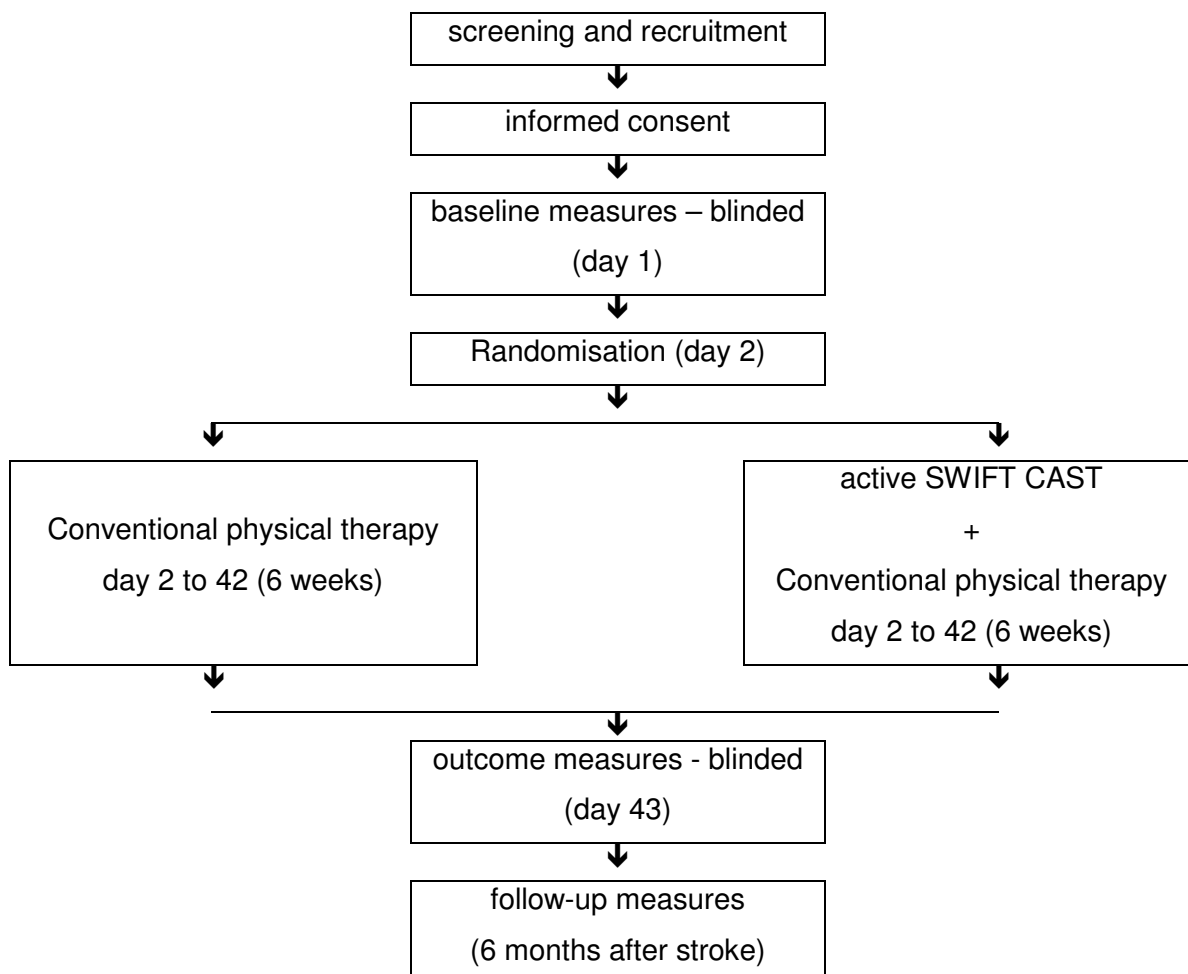 screening and recruitment
informed consent
baseline measures – blinded
(day 1)
Randomisation (day 2)
Conventional physical therapy
day 2 to 42 (6 weeks)
active SWIFT CAST
+
Conventional physical therapy
day 2 to 42 (6 weeks)
outcome measures - blinded
(day 43)
follow-up measures
(6 months after stroke)